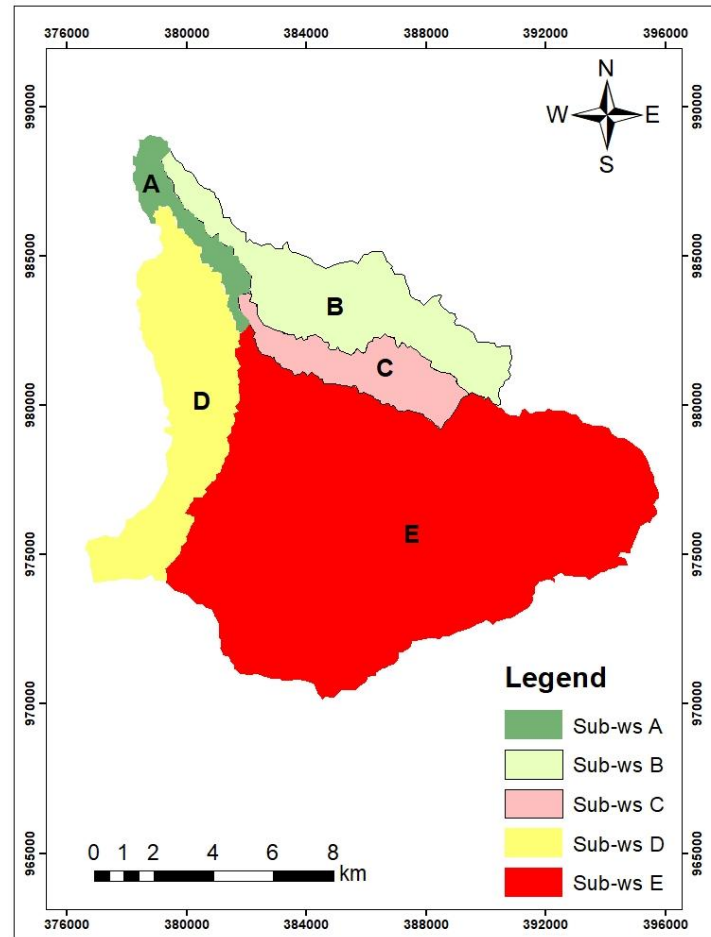 376000 380000 384000 388000 392000 396000
N
W E
S
990000 990000
A
985000 985000
B
C
D
980000 980000
E
975000 975000
Legend
970000 970000
Sub-ws A
Sub-ws B
Sub-ws C
Sub-ws D
Sub-ws E
965000 965000
0 1 2 4 6 8
km
376000 380000 384000 388000 392000 396000